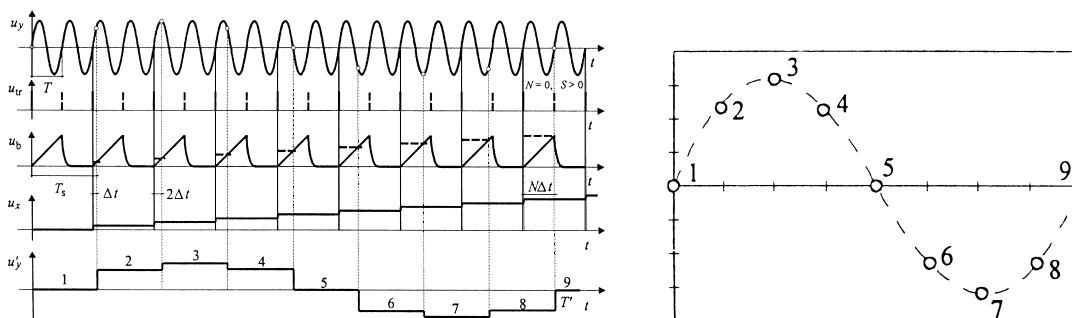 u_y
t
T
N = 0, S > 0
u_tr
t
u_b
t
T_s
Δt
2Δt
NΔt
u_x
t
u'_y
1 2 3 4 5 6 7 8 9
T'
t
1 2 3 4 5 6 7 8 9